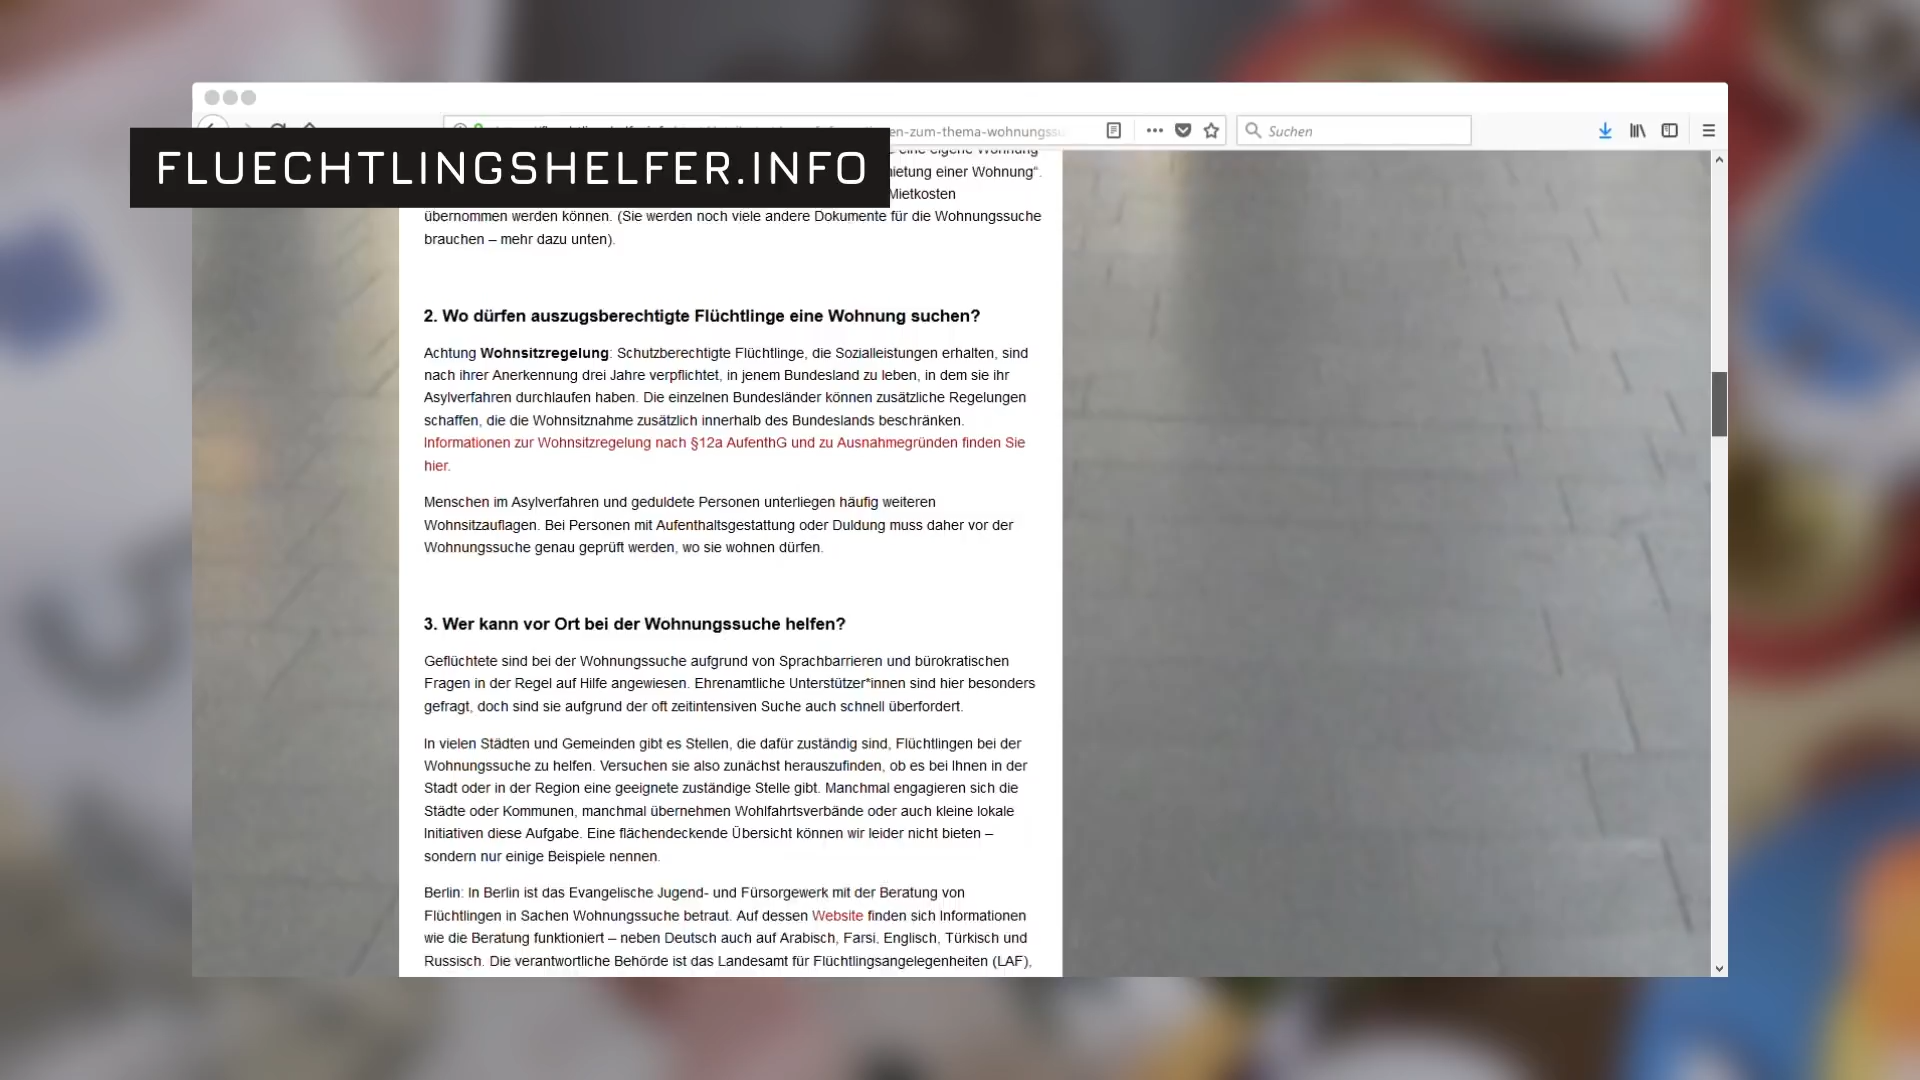 en-zum-thema-wohnungss
Suchen
FLUECHTLINGSHELFER.INFO
eine eigene Wohnung
ietung einer Wohnung“.
Mietkosten
übernommen werden können. (Sie werden noch viele andere Dokumente für die Wohnungssuche
brauchen – mehr dazu unten).
2. Wo dürfen auszugsberechtigte Flüchtlinge eine Wohnung suchen?
Achtung Wohnsitzregelung: Schutzberechtigte Flüchtlinge, die Sozialleistungen erhalten, sind
nach ihrer Anerkennung drei Jahre verpflichtet, in jenem Bundesland zu leben, in dem sie ihr
Asylverfahren durchlaufen haben. Die einzelnen Bundesländer können zusätzliche Regelungen
schaffen, die die Wohnsitznahme zusätzlich innerhalb des Bundeslands beschränken.
Informationen zur Wohnsitzregelung nach §12a AufenthG und zu Ausnahmegründen finden Sie
hier.
Menschen im Asylverfahren und geduldete Personen unterliegen häufig weiteren
Wohnsitzauflagen. Bei Personen mit Aufenthaltsgestattung oder Duldung muss daher vor der
Wohnungssuche genau geprüft werden, wo sie wohnen dürfen.
3. Wer kann vor Ort bei der Wohnungssuche helfen?
Geflüchtete sind bei der Wohnungssuche aufgrund von Sprachbarrieren und bürokratischen
Fragen in der Regel auf Hilfe angewiesen. Ehrenamtliche Unterstützer*innen sind hier besonders
gefragt, doch sind sie aufgrund der oft zeitintensiven Suche auch schnell überfordert.
In vielen Städten und Gemeinden gibt es Stellen, die dafür zuständig sind, Flüchtlingen bei der
Wohnungssuche zu helfen. Versuchen sie also zunächst herauszufinden, ob es bei Ihnen in der
Stadt oder in der Region eine geeignete zuständige Stelle gibt. Manchmal engagieren sich die
Städte oder Kommunen, manchmal übernehmen Wohlfahrtsverbände oder auch kleine lokale
Initiativen diese Aufgabe. Eine flächendeckende Übersicht können wir leider nicht bieten –
sondern nur einige Beispiele nennen.
Berlin: In Berlin ist das Evangelische Jugend- und Fürsorgewerk mit der Beratung von
Flüchtlingen in Sachen Wohnungssuche betraut. Auf dessen Website finden sich Informationen
wie die Beratung funktioniert – neben Deutsch auch auf Arabisch, Farsi, Englisch, Türkisch und
Russisch. Die verantwortliche Behörde ist das Landesamt für Flüchtlingsangelegenheiten (LAF),